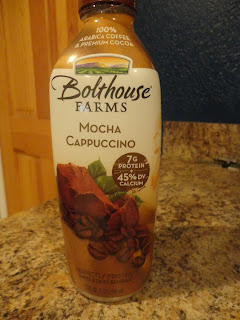 100%
ARABICA COFFEE
& PREMIUM COCOA
Bolthouse®
FARMS
MOCHA
CAPPUCCINO
7G
PROTEIN
+
45% DV
CALCIUM